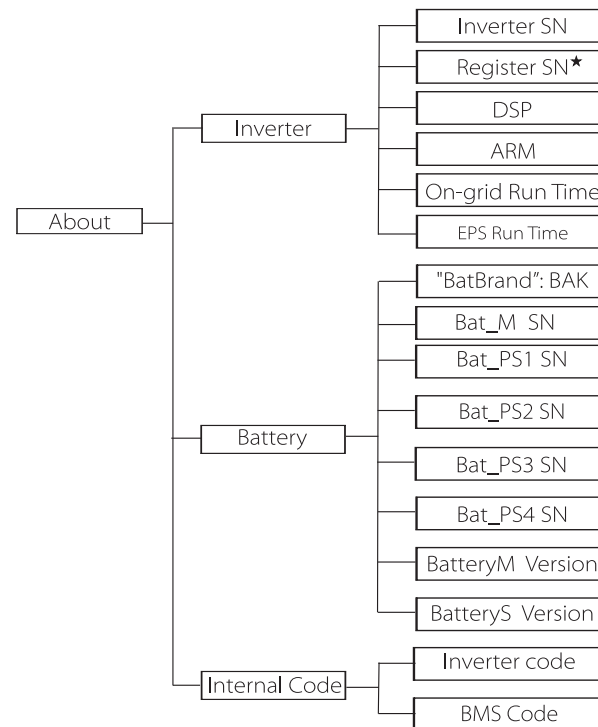 About
Inverter
Inverter SN
Register SN★
DSP
ARM
On-grid Run Time
EPS Run Time
Battery
"BatBrand”: BAK
Bat_M SN
Bat_PS1 SN
Bat_PS2 SN
Bat_PS3 SN
Bat_PS4 SN
BatteryM Version
BatteryS Version
Internal Code
Inverter code
BMS Code